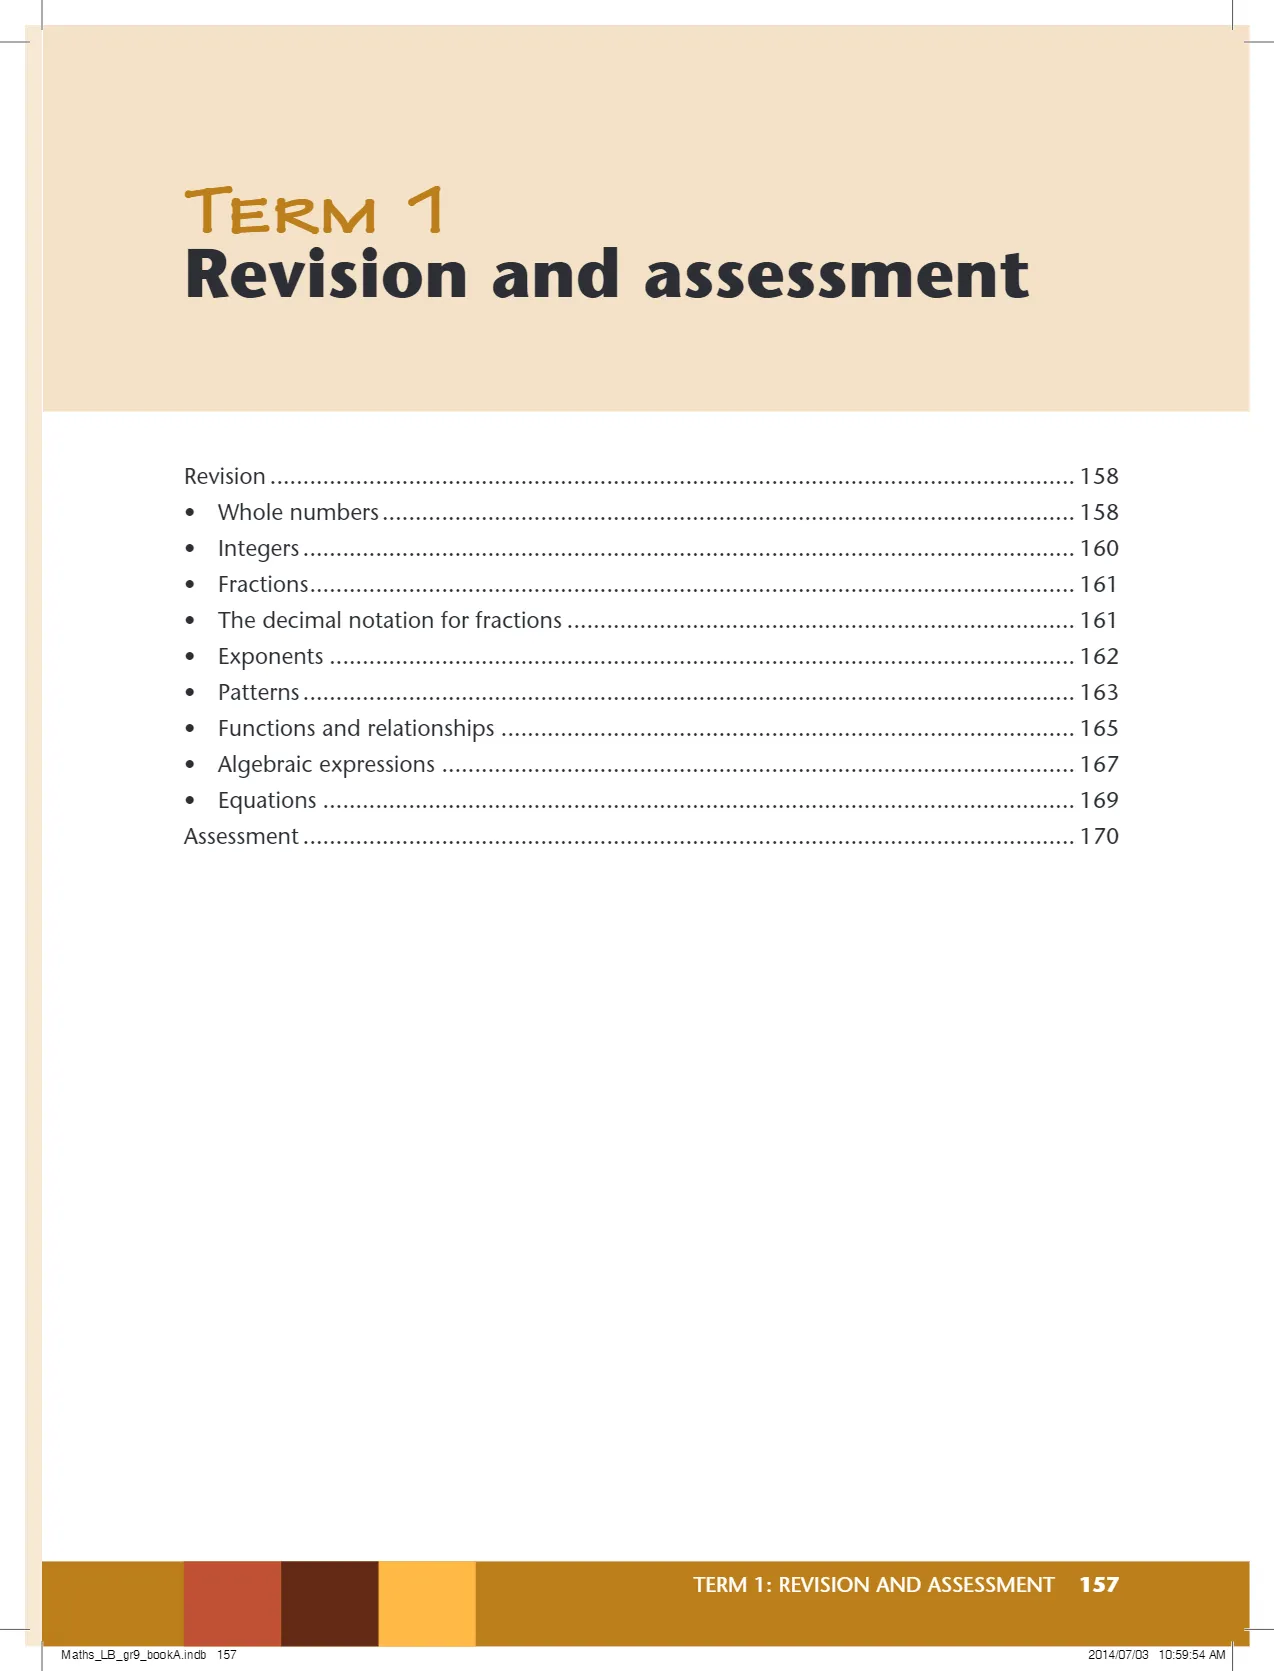 TERM 1
Revision and assessment
Revision ........................................................................................................................... 158
• Whole numbers .......................................................................................................... 158
• Integers ...................................................................................................................... 160
• Fractions..................................................................................................................... 161
• The decimal notation for fractions .............................................................................. 161
• Exponents .................................................................................................................. 162
• Patterns ...................................................................................................................... 163
• Functions and relationships ........................................................................................ 165
• Algebraic expressions ................................................................................................. 167
• Equations ................................................................................................................... 169
Assessment ...................................................................................................................... 170
TERM 1: REVISION AND ASSESSMENT 157
Maths_LB_gr9_bookA.indb 157 2014/07/03 10:59:54 AM